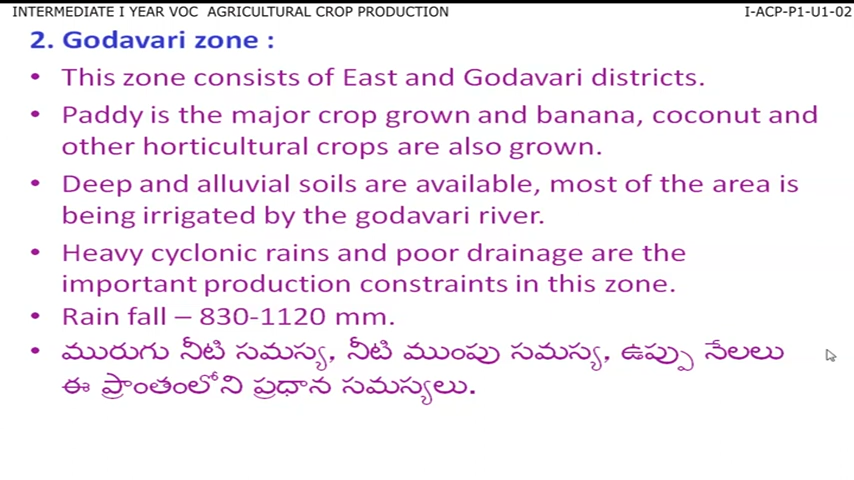 INTERMEDIATE I YEAR VOC AGRICULTURAL CROP PRODUCTION I-ACP-P1-U1-02
2. Godavari zone :
• This zone consists of East and Godavari districts.
• Paddy is the major crop grown and banana, coconut and
other horticultural crops are also grown.
• Deep and alluvial soils are available, most of the area is
being irrigated by the godavari river.
• Heavy cyclonic rains and poor drainage are the
important production constraints in this zone.
• Rain fall – 830-1120 mm.
• మురుగు నీటి సమస్య, నీటి ముంపు సమస్య, ఉప్పు నేలలు
ఈ ప్రాంతంలోని ప్రధాన సమస్యలు.